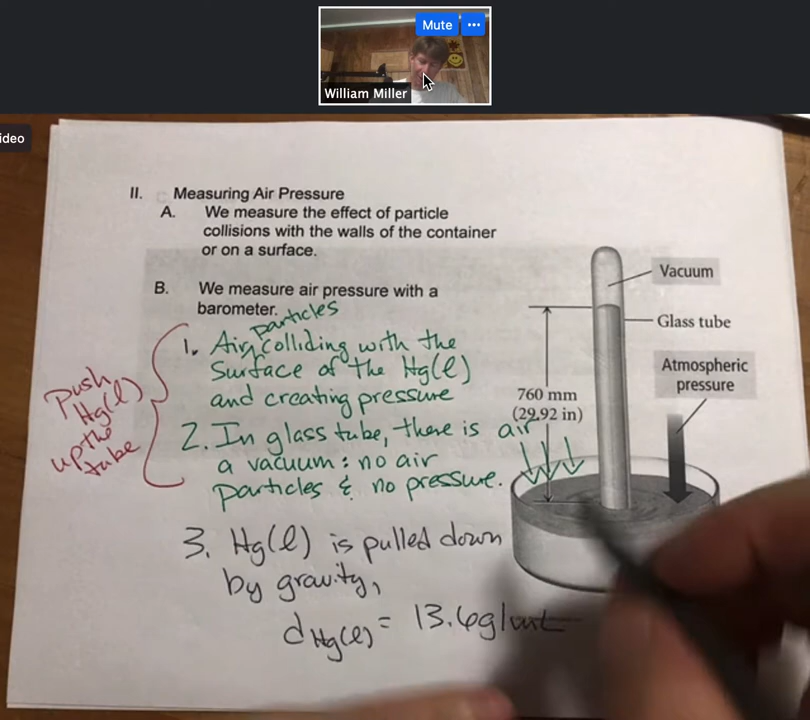 Mute
William Miller
ideo
II. Measuring Air Pressure
A. We measure the effect of particle
collisions with the walls of the container
or on a surface.
B. We measure air pressure with a
barometer.
particles
1. Air, colliding with the
surface of the Hg(l)
and creating pressure
2. In glass tube, there is
a vacuum: no air
particles & no pressure.
push
Hg(l)
up the
tube
3. Hg(l) is pulled down
by gravity,
d Hg(l) = 13.6g/ml
Vacuum
Glass tube
Atmospheric
pressure
760 mm
(29.92 in)
air